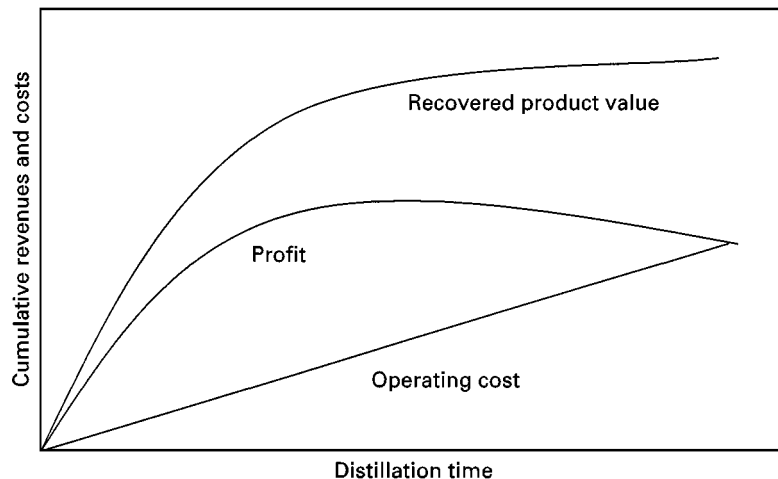 Cumulative revenues and costs
Recovered product value
Profit
Operating cost
Distillation time